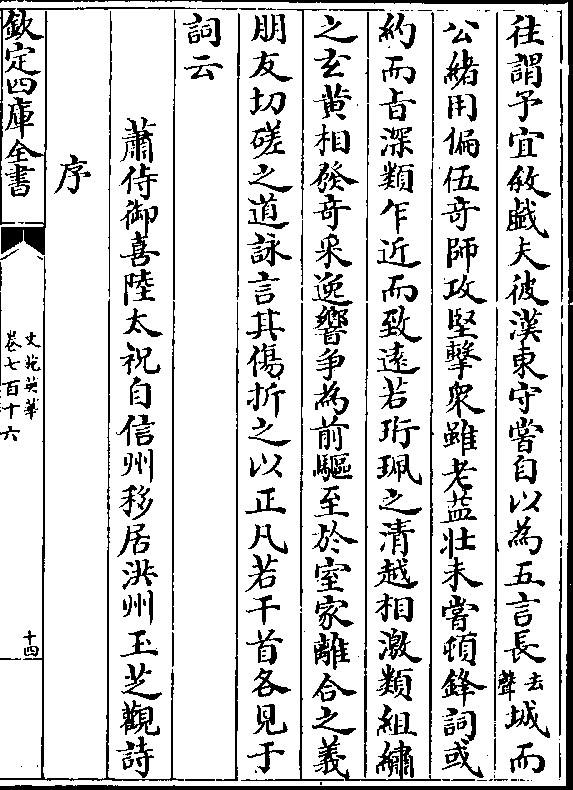 往謂予宜敘戲夫彼漢東守嘗自以為五言長去聲城而
公緒用偏伍竒師攻堅擊衆雖老益壯未嘗頓鋒詞或
約而旨深類乍近而致遠若珩珮之清越相激類組繡
之玄黄相發竒采逸響争為前驅至於室家離合之義
朋友切磋之道詠言其傷折之以正凡若干首各見于
詞云
蕭侍御喜陸太祝自信州移居洪州玉芝觀詩
序
欽定四庫全書
文苑英華
卷七百十六
十四